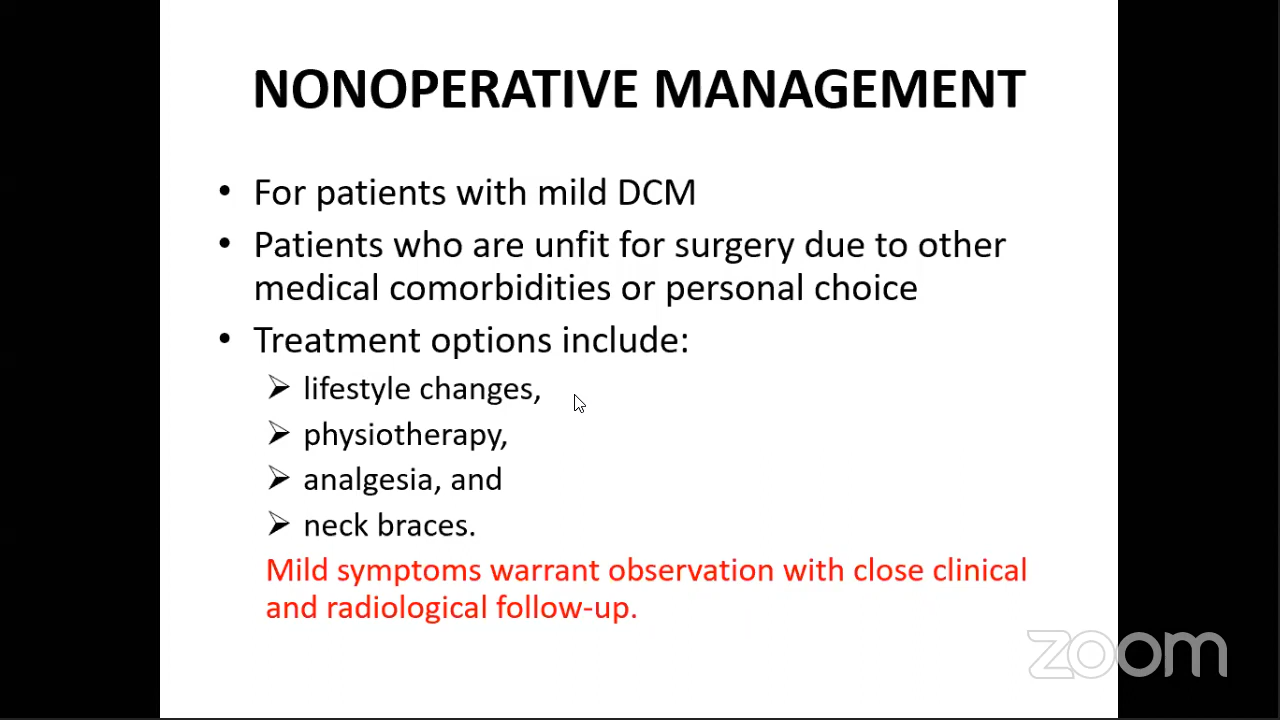 NONOPERATIVE MANAGEMENT
• For patients with mild DCM
• Patients who are unfit for surgery due to other
medical comorbidities or personal choice
• Treatment options include:
➢ lifestyle changes,
➢ physiotherapy,
➢ analgesia, and
➢ neck braces.
Mild symptoms warrant observation with close clinical
and radiological follow-up.
zoom